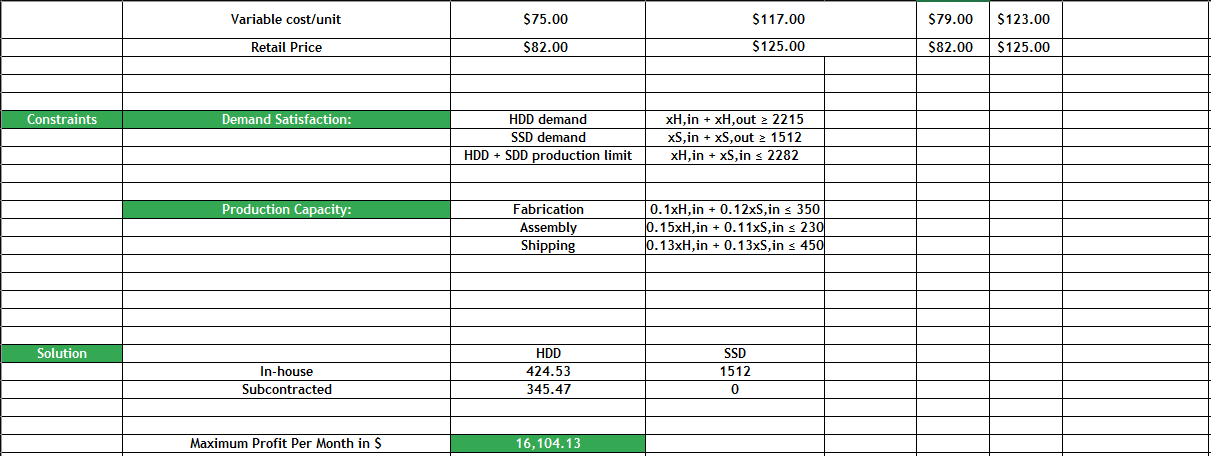 Variable cost/unit $75.00 $117.00 $79.00 $123.00
Retail Price $82.00 $125.00 $82.00 $125.00
Constraints Demand Satisfaction: HDD demand xH,in + xH,out ≥ 2215
SSD demand xS,in + xS,out ≥ 1512
HDD + SDD production limit xH,in + xS,in ≤ 2282
Production Capacity: Fabrication 0.1xH,in + 0.12xS,in ≤ 350
Assembly 0.15xH,in + 0.11xS,in ≤ 230
Shipping 0.13xH,in + 0.13xS,in ≤ 450
Solution HDD SSD
In-house 424.53 1512
Subcontracted 345.47 0
Maximum Profit Per Month in $ 16,104.13